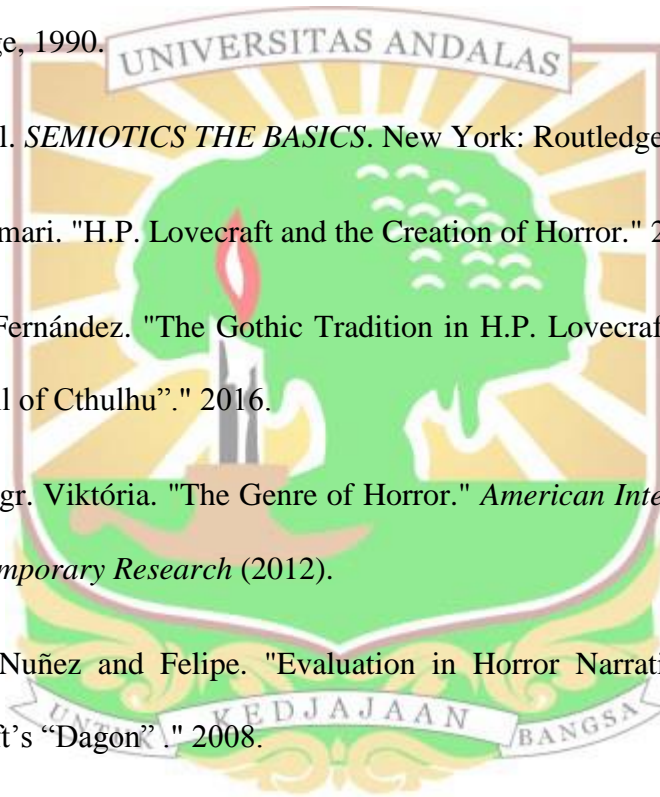 ge, 1990.
UNIVERSITAS ANDALAS
l. SEMIOTICS THE BASICS. New York: Routledge
mari. "H.P. Lovecraft and the Creation of Horror." 2
Fernández. "The Gothic Tradition in H.P. Lovecraf
l of Cthulhu”." 2016.
gr. Viktória. "The Genre of Horror." American Inte
mporary Research (2012).
Nuñez and Felipe. "Evaluation in Horror Narrati
ft's “Dagon” ." 2008.
UNTUK KEDJAJAAN BANGSA